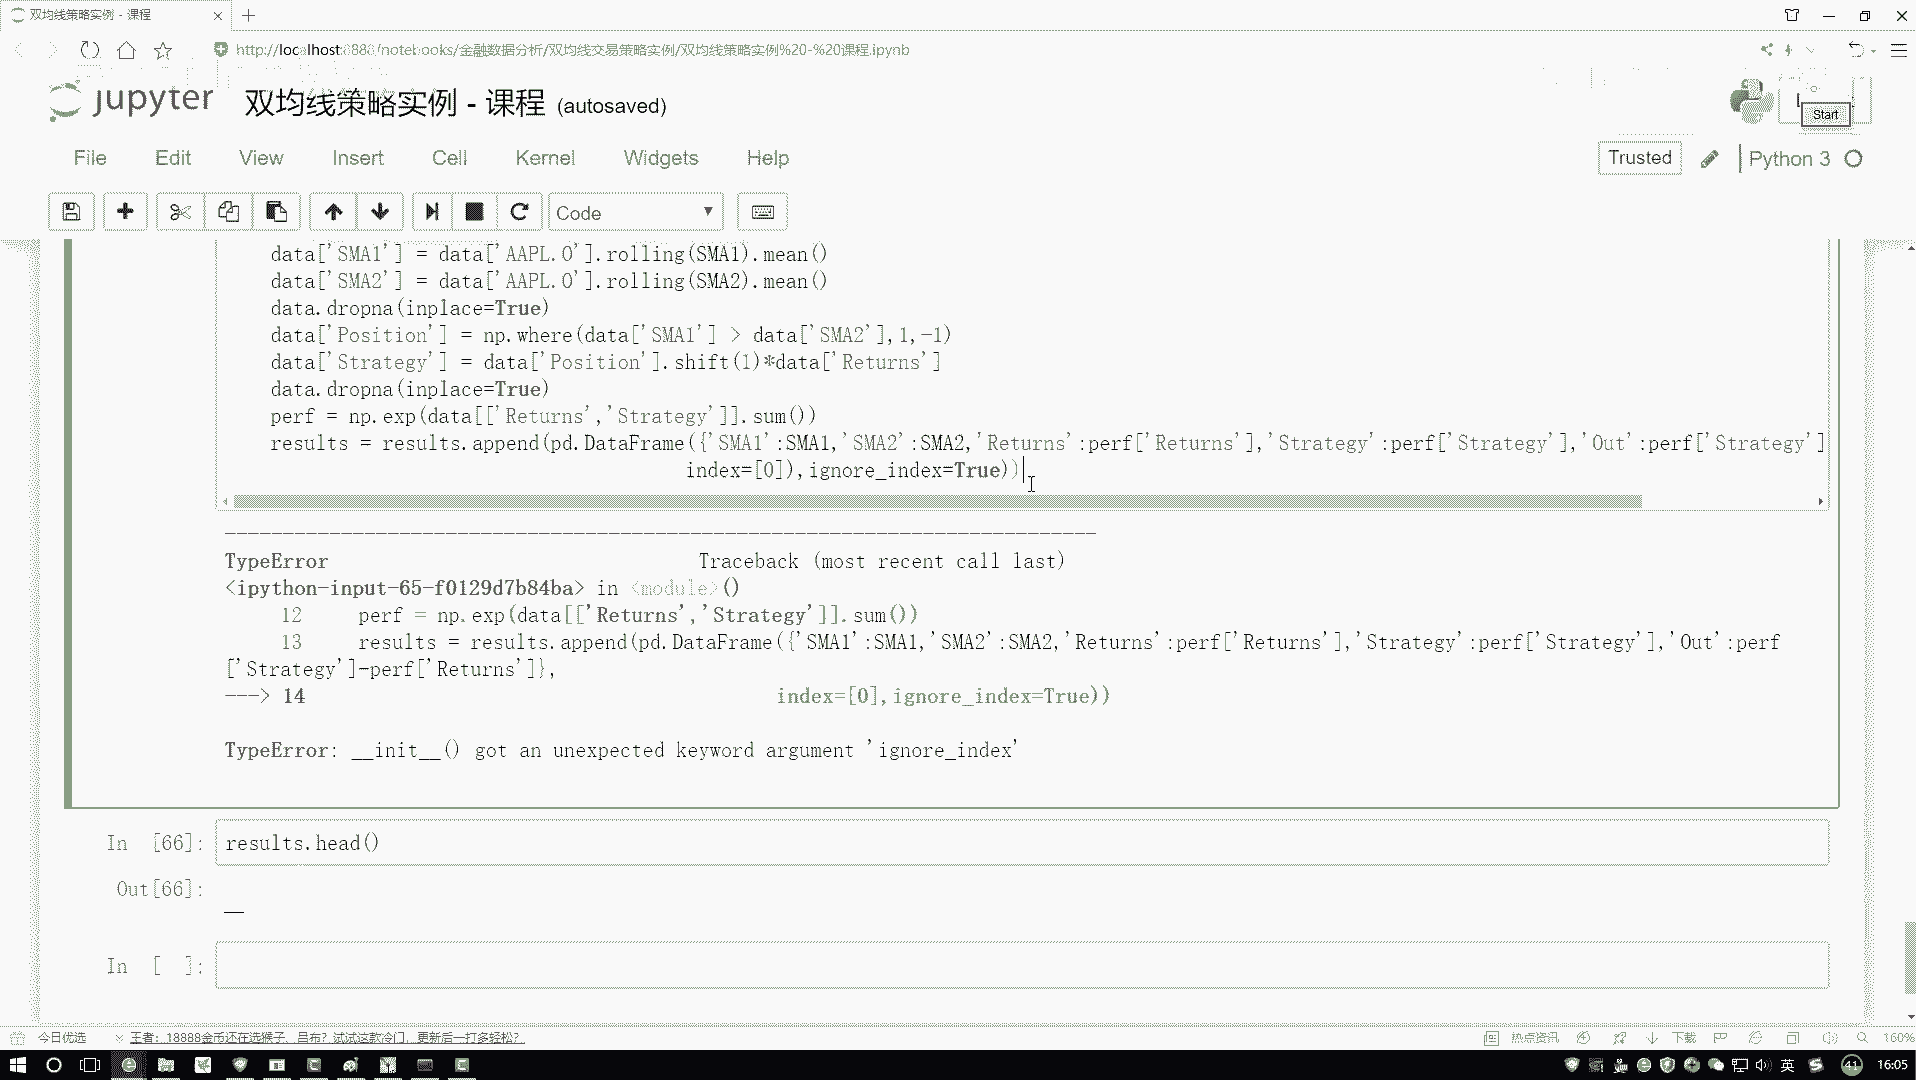 双均线策略实例 - 课程
http://localhost:8888/notebooks/金融数据分析/双均线交易策略实例/双均线策略实例%20-%20课程.ipynb
jupyter 双均线策略实例 - 课程 (autosaved)
Start
File Edit View Insert Cell Kernel Widgets Help
Trusted Python 3
Code
data['SMA1'] = data['AAPL.O'].rolling(SMA1).mean()
data['SMA2'] = data['AAPL.O'].rolling(SMA2).mean()
data.dropna(inplace=True)
data['Position'] = np.where(data['SMA1'] > data['SMA2'],1,-1)
data['Strategy'] = data['Position'].shift(1)*data['Returns']
data.dropna(inplace=True)
perf = np.exp(data[['Returns','Strategy']].sum())
results = results.append(pd.DataFrame({'SMA1':SMA1,'SMA2':SMA2,'Returns':perf['Returns'],'Strategy':perf['Strategy'],'Out':perf['Strategy']
index=[0]),ignore_index=True))
---------------------------------------------------------------------------
TypeError Traceback (most recent call last)
<ipython-input-65-f0129d7b84ba> in <module>()
12 perf = np.exp(data[['Returns','Strategy']].sum())
13 results = results.append(pd.DataFrame({'SMA1':SMA1,'SMA2':SMA2,'Returns':perf['Returns'],'Strategy':perf['Strategy'],'Out':perf
['Strategy']-perf['Returns']},
---> 14 index=[0],ignore_index=True))
TypeError: __init__() got an unexpected keyword argument 'ignore_index'
In [66]: results.head()
Out[66]:
In [ ]:
今日优选 王者：18888金币还在选猴子、吕布？试试这款冷门，更新后一打多轻松？ 热点资讯 下载 160%
英 41 16:05